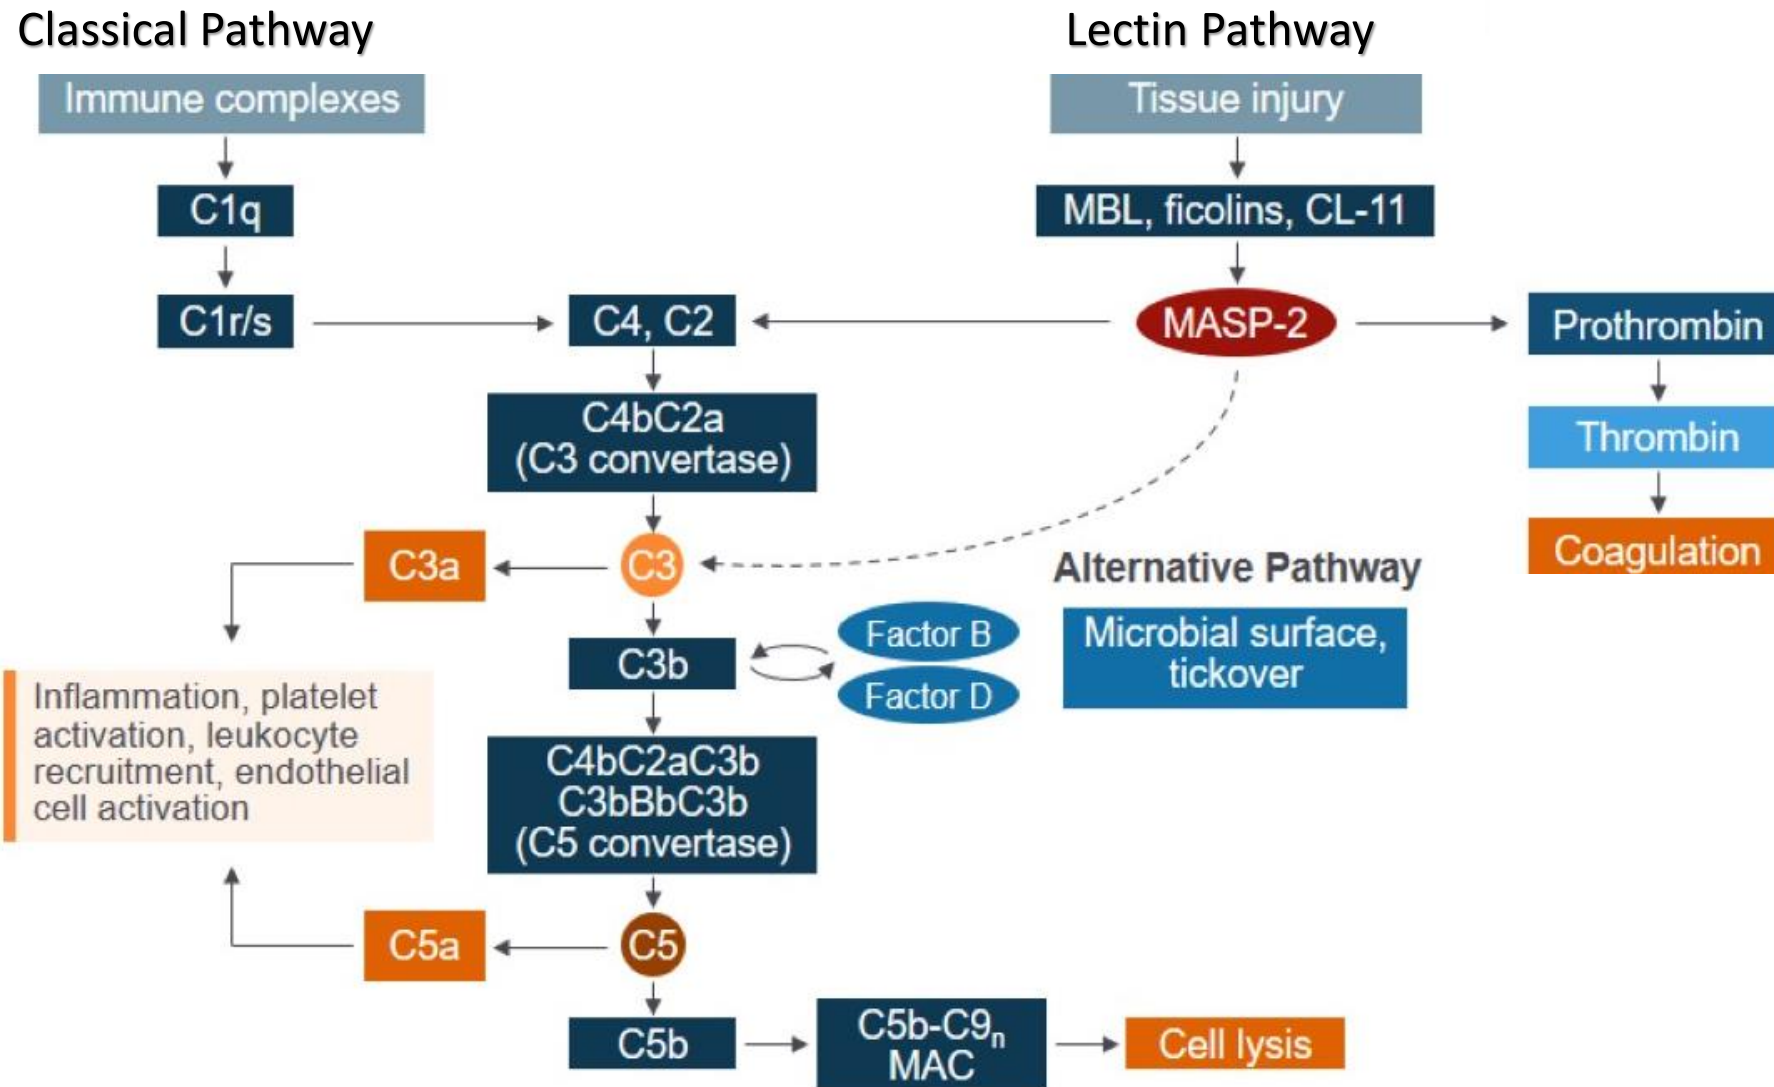 Classical Pathway
Lectin Pathway
Immune complexes
Tissue injury
C1q
MBL, ficolins, CL-11
C1r/s
C4, C2
MASP-2
Prothrombin
C4bC2a
(C3 convertase)
Thrombin
C3a
C3
Alternative Pathway
Coagulation
Factor B
Microbial surface,
tickover
C3b
Factor D
Inflammation, platelet
activation, leukocyte
recruitment, endothelial
cell activation
C4bC2aC3b
C3bBbC3b
(C5 convertase)
C5a
C5
C5b
C5b-C9n
MAC
Cell lysis